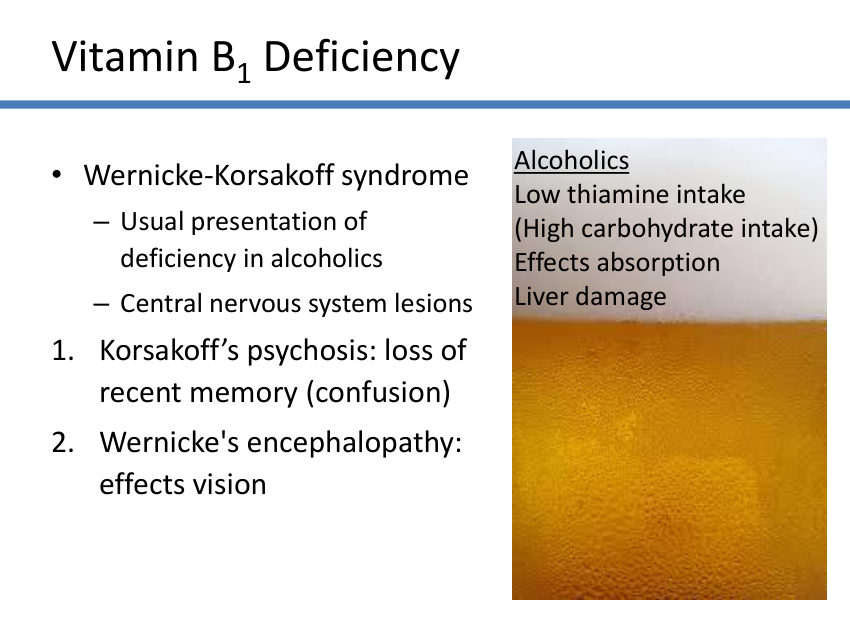 Vitamin B1 Deficiency
• Wernicke-Korsakoff syndrome
– Usual presentation of
deficiency in alcoholics
– Central nervous system lesions
1. Korsakoff’s psychosis: loss of
recent memory (confusion)
2. Wernicke's encephalopathy:
effects vision
Alcoholics
Low thiamine intake
(High carbohydrate intake)
Effects absorption
Liver damage